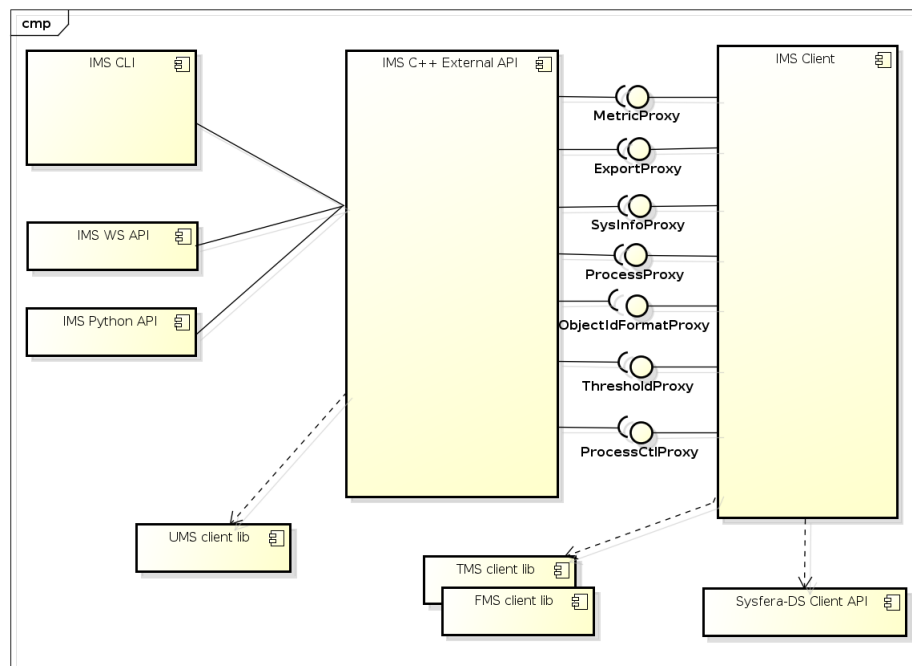 cmp
IMS CLI
IMS C++ External API
IMS Client
MetricProxy
ExportProxy
SysInfoProxy
IMS WS API
ProcessProxy
IMS Python API
ObjectIdFormatProxy
ThresholdProxy
ProcessCtlProxy
UMS client lib
TMS client lib
FMS client lib
Sysfera-DS Client API